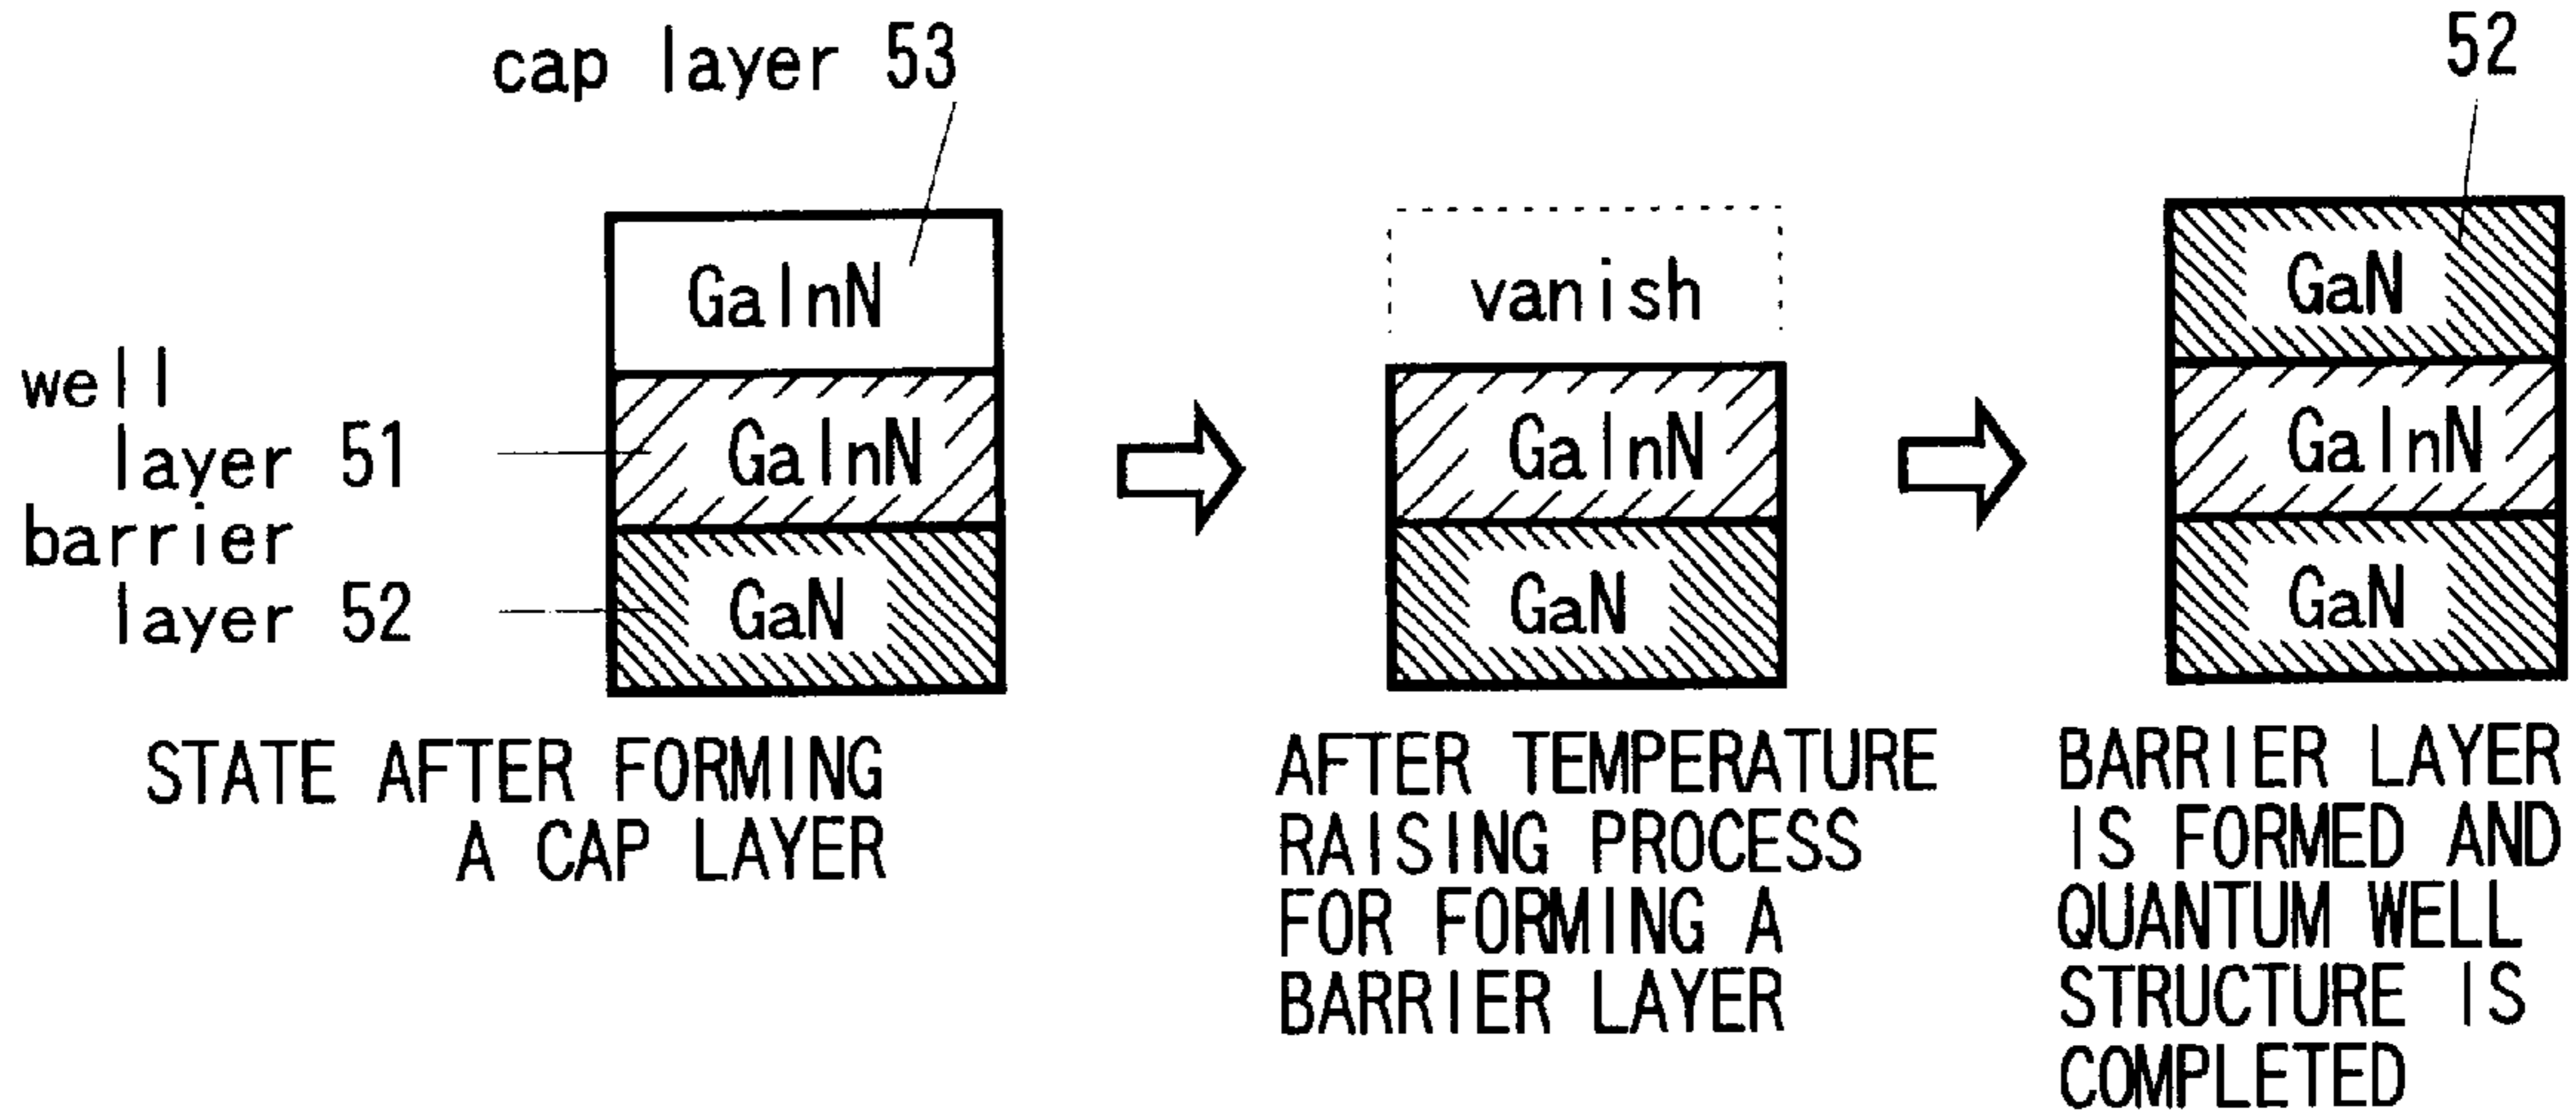 cap layer 53
52
GaInN
vanish
GaN
well
layer 51
GaInN
GaInN
GaInN
barrier
layer 52
GaN
GaN
GaN
STATE AFTER FORMING
A CAP LAYER
AFTER TEMPERATURE
RAISING PROCESS
FOR FORMING A
BARRIER LAYER
BARRIER LAYER
IS FORMED AND
QUANTUM WELL
STRUCTURE IS
COMPLETED